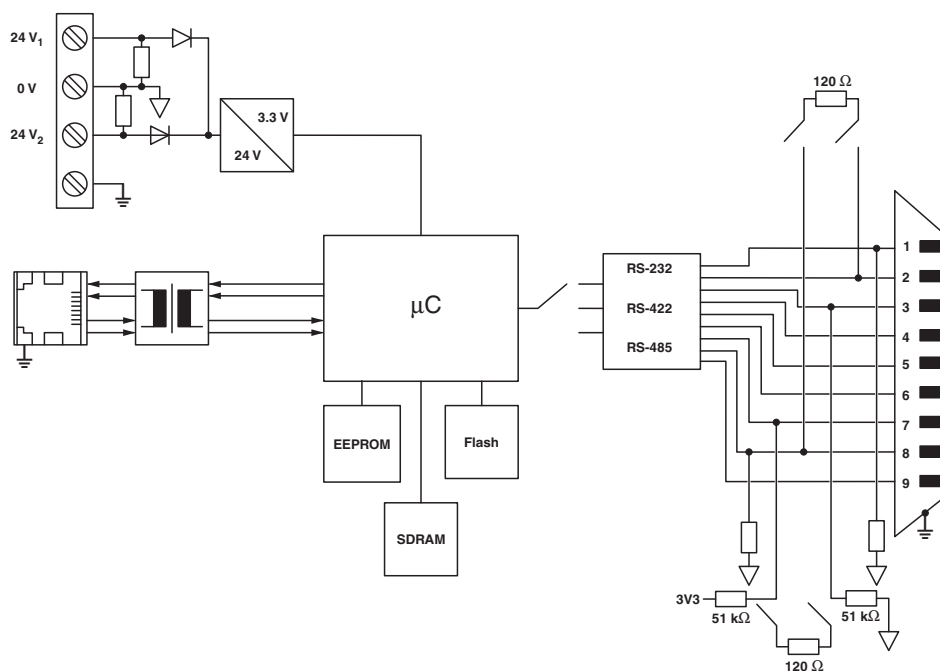 24 V1
0 V
24 V2
3.3 V
24 V
120 Ω
µC
RS-232
RS-422
RS-485
1
2
3
4
5
6
7
8
9
EEPROM
Flash
SDRAM
3V3
51 kΩ
51 kΩ
120 Ω